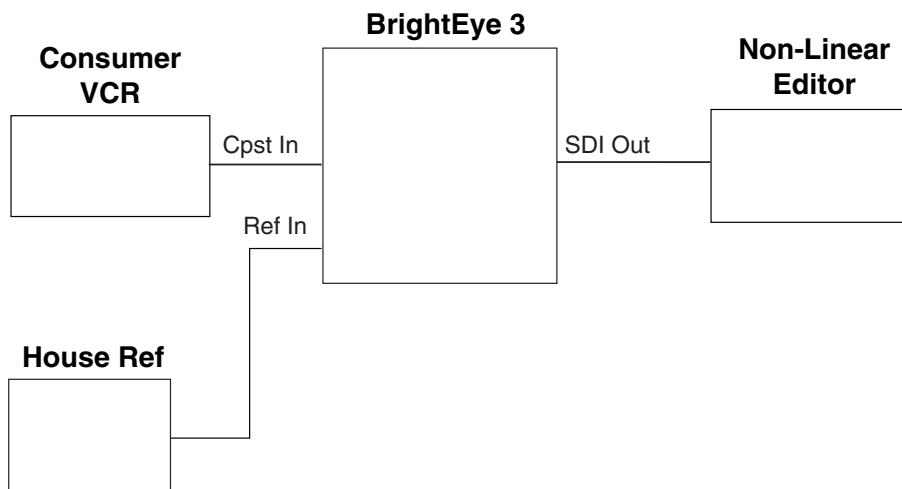 BrightEye 3
Consumer
VCR
Non-Linear
Editor
Cpst In
SDI Out
Ref In
House Ref